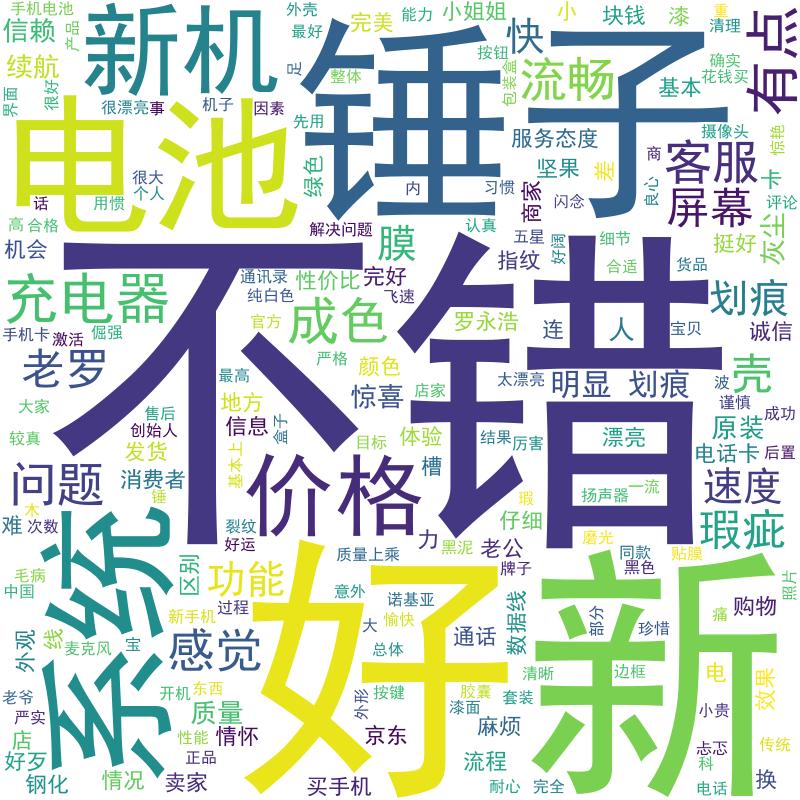 手机电池
产品
外壳
最好
能力
完美
小姐姐
小
块钱
漆
重
清理
信赖
新机
锤子
快
有点
续航
很好
界面
足
整体
按钮
包装盒
流畅
基本
确实
花钱买
很漂亮
事
机子
因素
电池
先用
服务态度
摄像头
惊艳
绿色
坚果
差
客服
商
卡
评论
很大
个人
内
习惯
闪念
良心
屏幕
话
用惯
商家
灰尘
高
合格
解决问题
认真
机会
膜
五星
好阔
细节
挺好
不错
通讯录
性价比
完好
指纹
合适
货品
充电器
纯白色
飞速
划痕
成色
官方
罗永浩
连
人
宝贝
诚信
手机卡
激活
倔强
严格
老罗
最高
颜色
店家
太漂亮
明显
划痕
波
壳
大家
售后
地方
惊喜
谨慎
成功
较真
创始人
信息
盒子
目标
体验
结果
厉害
漂亮
原装
发货
基本上
电话卡
后置
问题
消费者
价格
槽
扬声器
一流
速度
锤
木
瑕
难
次数
裂纹
好运
力
黑泥
仔细
磨光
瑕疵
系统
质量上乘
老公
牌子
同款
黑色
贴膜
毛病
中国
区别
功能
意外
诺基亚
数据线
好
新
照片
新手机
过程
愉快
部分
珍惜
痛
购物
外观
线
麦克风
宝
感觉
大
总体
通话
清晰
边框
电
效果
老爷
开机
东西
外形
按键
胶囊
套装
严实
质量
漆面
小贵
店
性能
情怀
京东
麻烦
忐忑
传统
好歹
正品
流程
科
钢化
情况
卖家
买手机
耐心
完全
电话
换